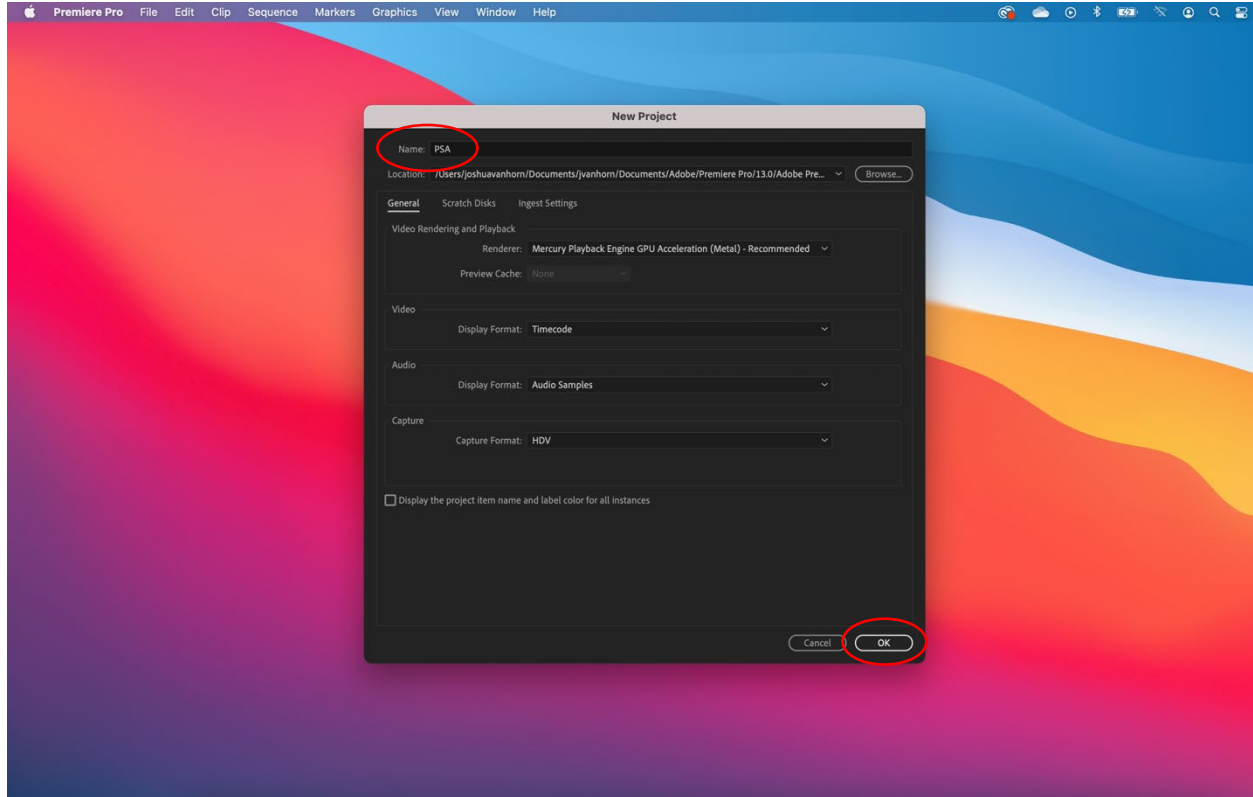 Premiere Pro File Edit Clip Sequence Markers Graphics View Window Help
New Project
Name: PSA
Location: /Users/joshuavanhorn/Documents/jvanhorn/Documents/Adobe/Premiere Pro/13.0/Adobe Pre... Browse...
General Scratch Disks Ingest Settings
Video Rendering and Playback
Renderer: Mercury Playback Engine GPU Acceleration (Metal) - Recommended
Preview Cache: None
Video
Display Format: Timecode
Audio
Display Format: Audio Samples
Capture
Capture Format: HDV
Display the project item name and label color for all instances
Cancel OK